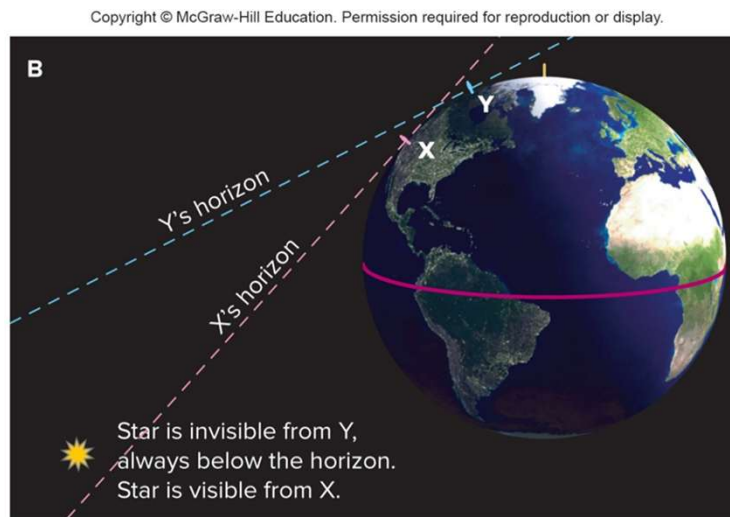 Copyright © McGraw-Hill Education. Permission required for reproduction or display.
B
Y
X
Y's horizon
X's horizon
Star is invisible from Y,
always below the horizon.
Star is visible from X.